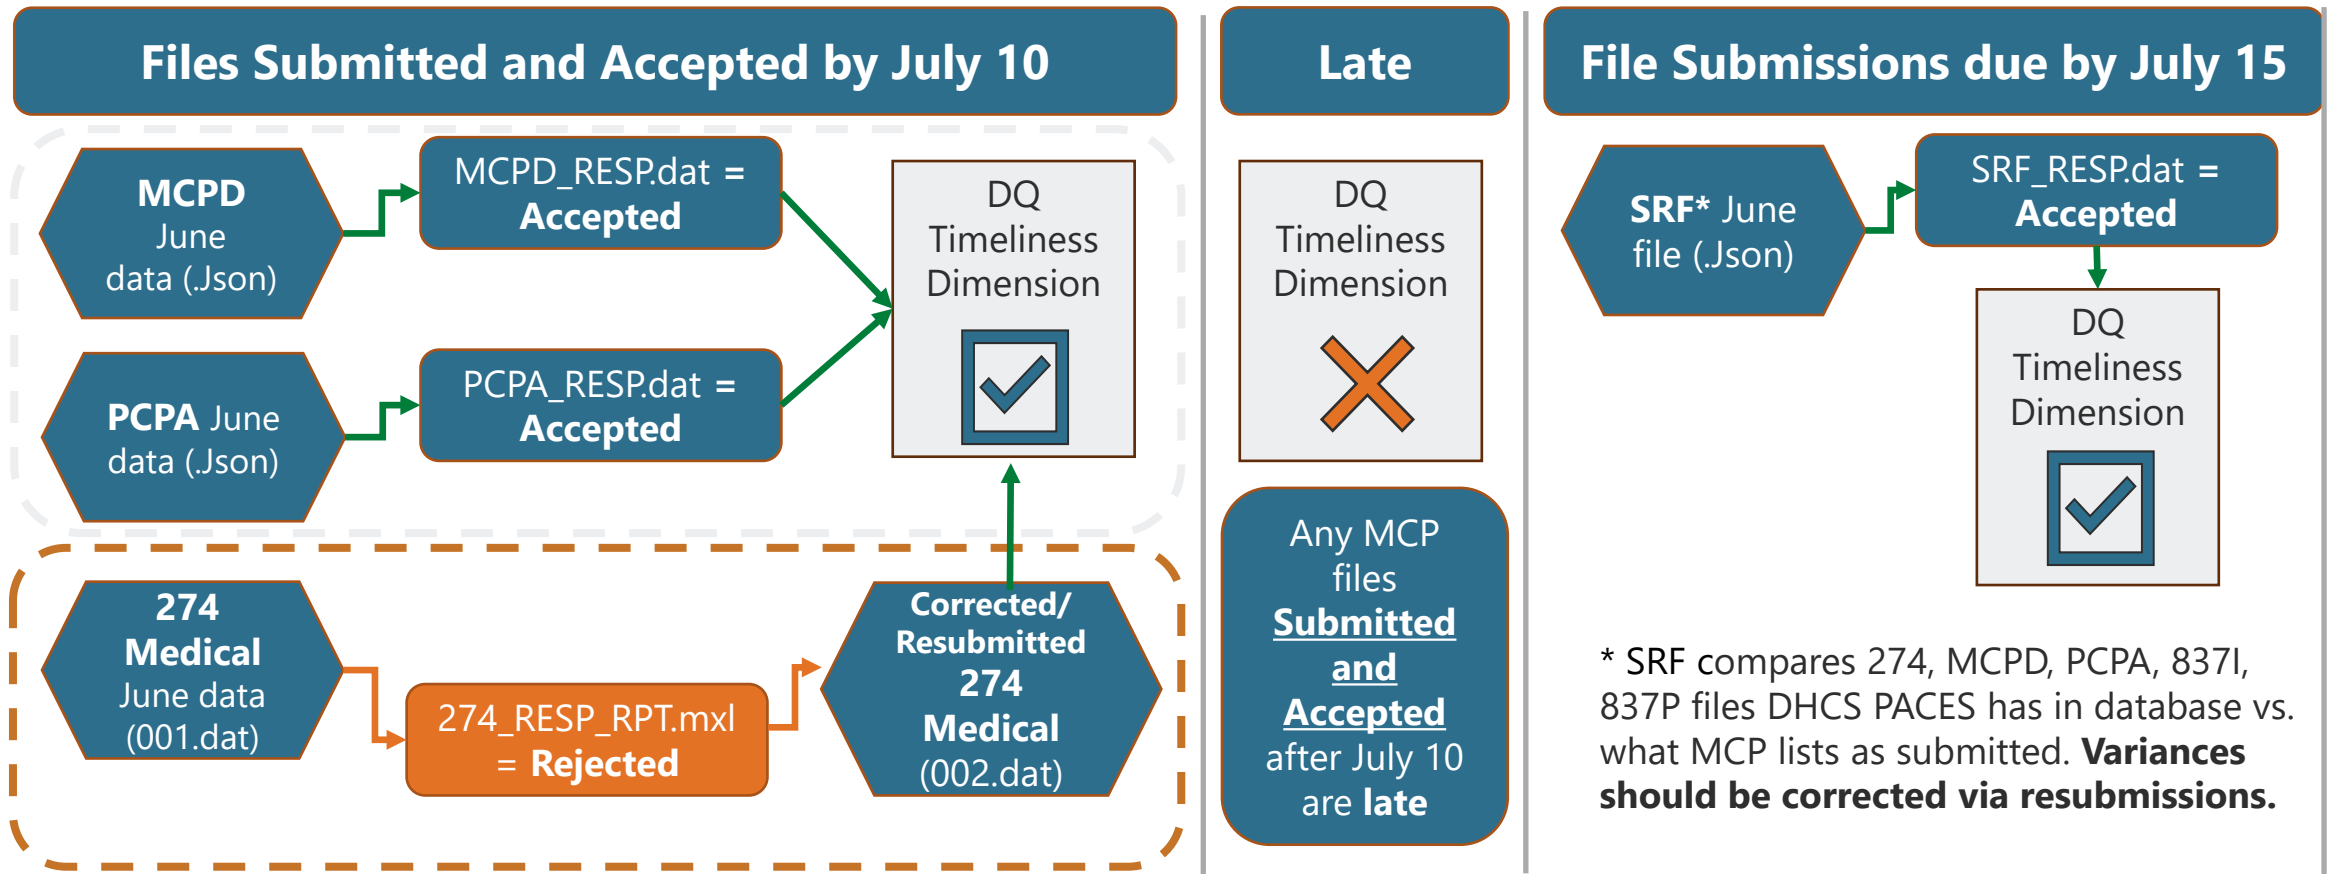 Files Submitted and Accepted by July 10
MCPD
June
data (.Json)
MCPD_RESP.dat =
Accepted
DQ
Timeliness
Dimension
PCPA June
data (.Json)
PCPA_RESP.dat =
Accepted
274
Medical
June data
(001.dat)
274_RESP_RPT.mxl
= Rejected
Corrected/
Resubmitted
274
Medical
(002.dat)
Late
DQ
Timeliness
Dimension
Any MCP
files
Submitted
and
Accepted
after July 10
are late
File Submissions due by July 15
SRF* June
file (.Json)
SRF_RESP.dat =
Accepted
DQ
Timeliness
Dimension
* SRF compares 274, MCPD, PCPA, 837I,
837P files DHCS PACES has in database vs.
what MCP lists as submitted. Variances
should be corrected via resubmissions.